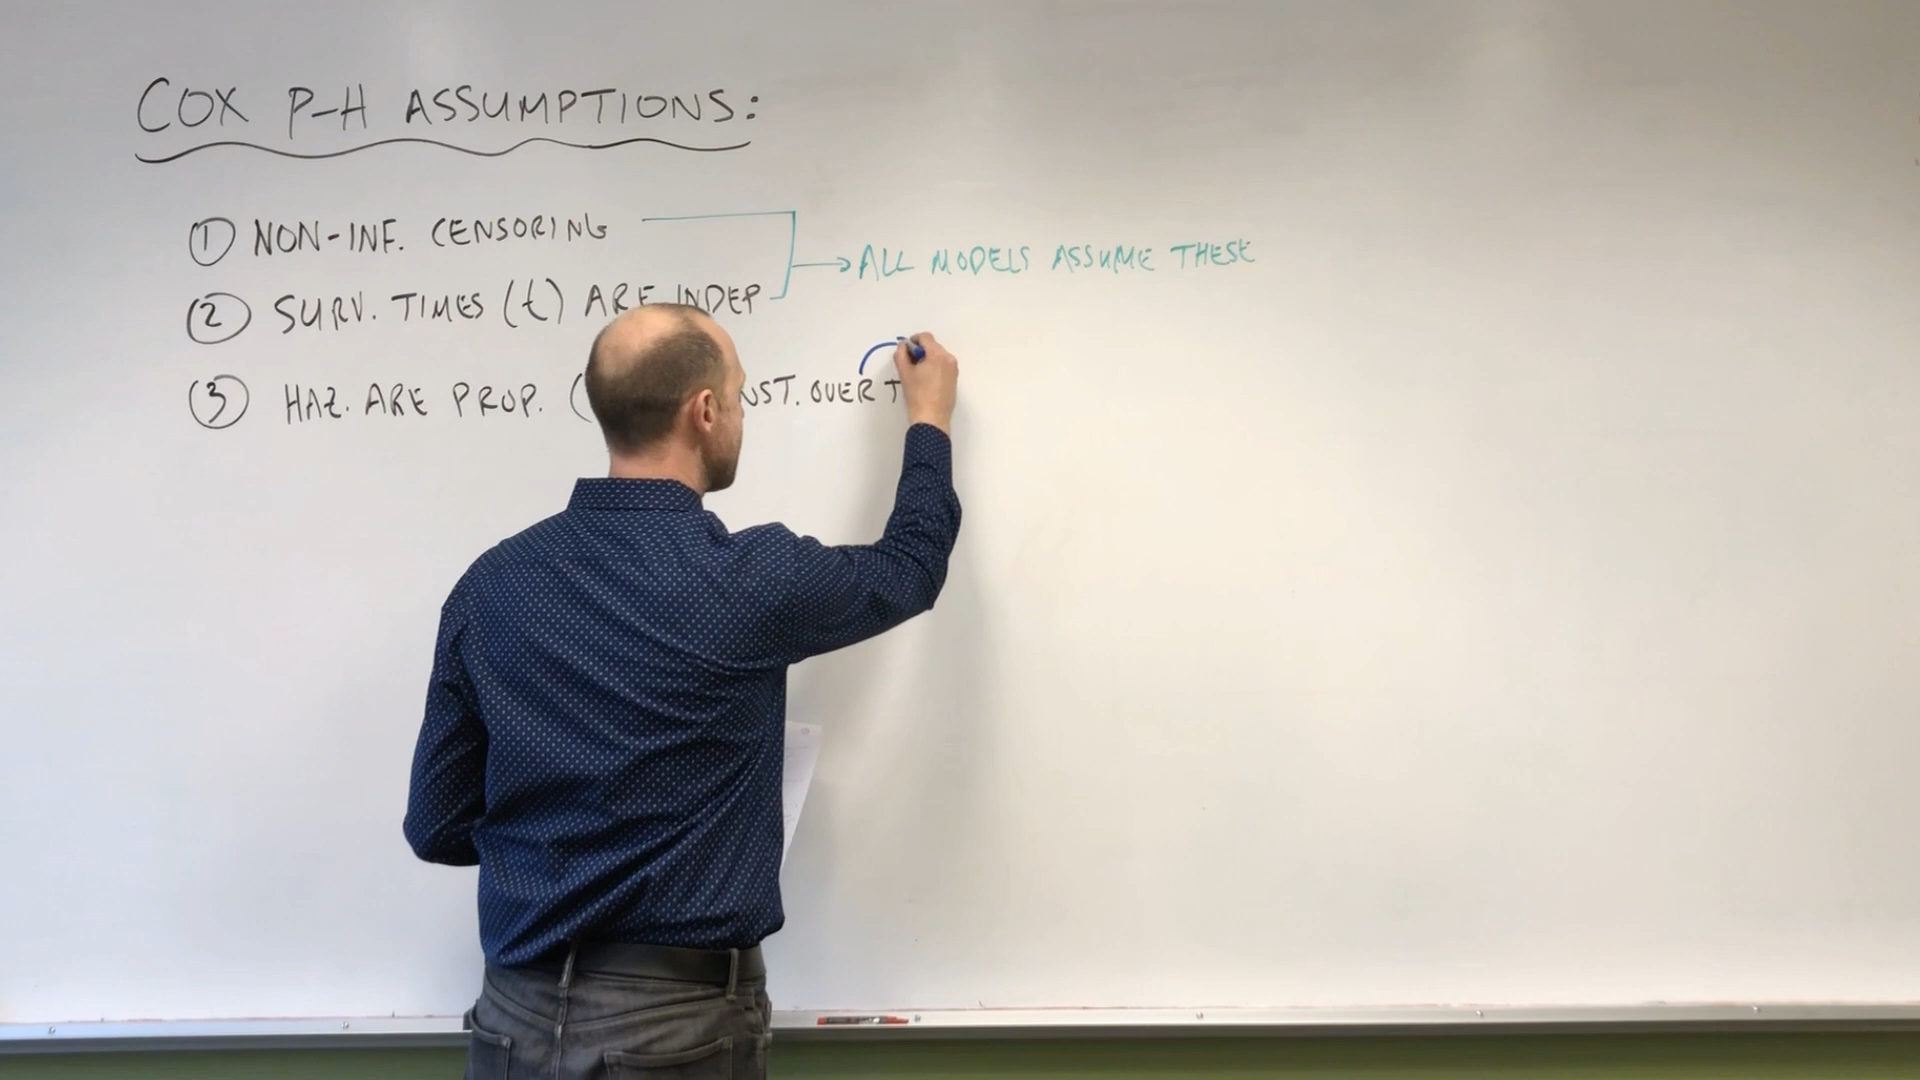 COX P-H ASSUMPTIONS:
① NON-INF. CENSORING
→ ALL MODELS ASSUME THESE
② SURV. TIMES (t) ARE INDEP
③ HAZ. ARE PROP. ( OVER